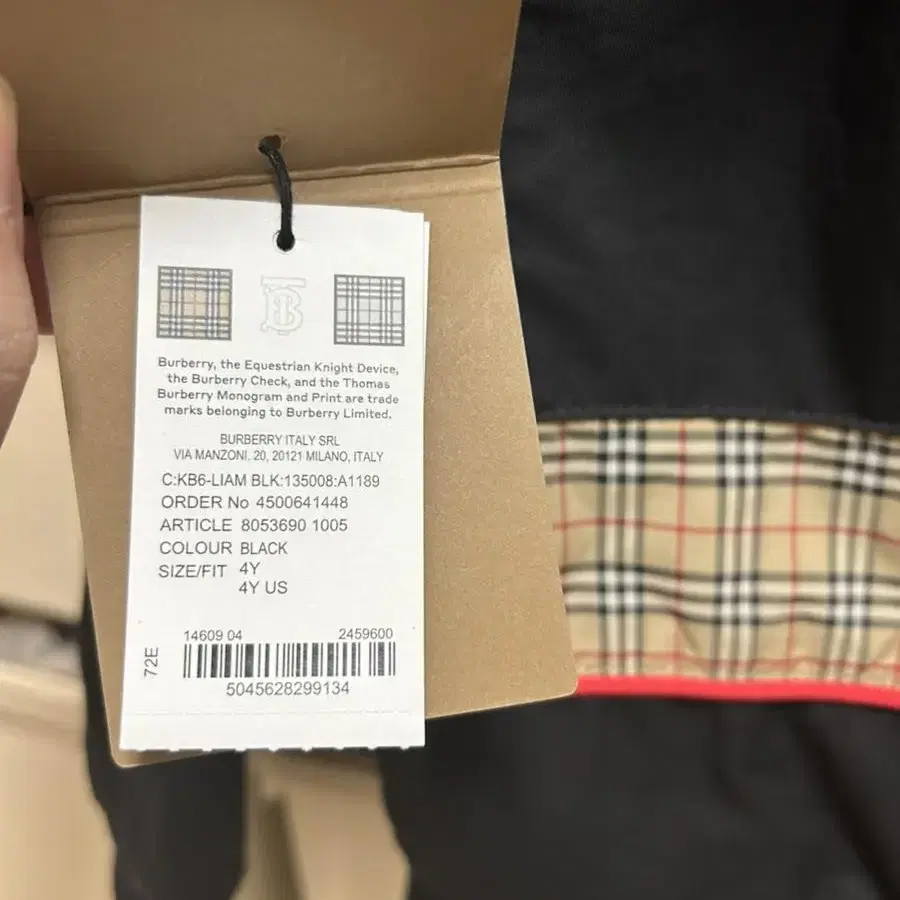 Burberry, the Equestrian Knight Device,
the Burberry Check, and the Thomas
Burberry Monogram and Print are trade
marks belonging to Burberry Limited.
BURBERRY ITALY SRL
VIA MANZONI, 20, 20121 MILANO, ITALY
C:KB6-LIAM BLK:135008:A1189
ORDER No 4500641448
ARTICLE 8053690 1005
COLOUR BLACK
SIZE/FIT 4Y
4Y US
72E
14609 04 2459600
5045628299134